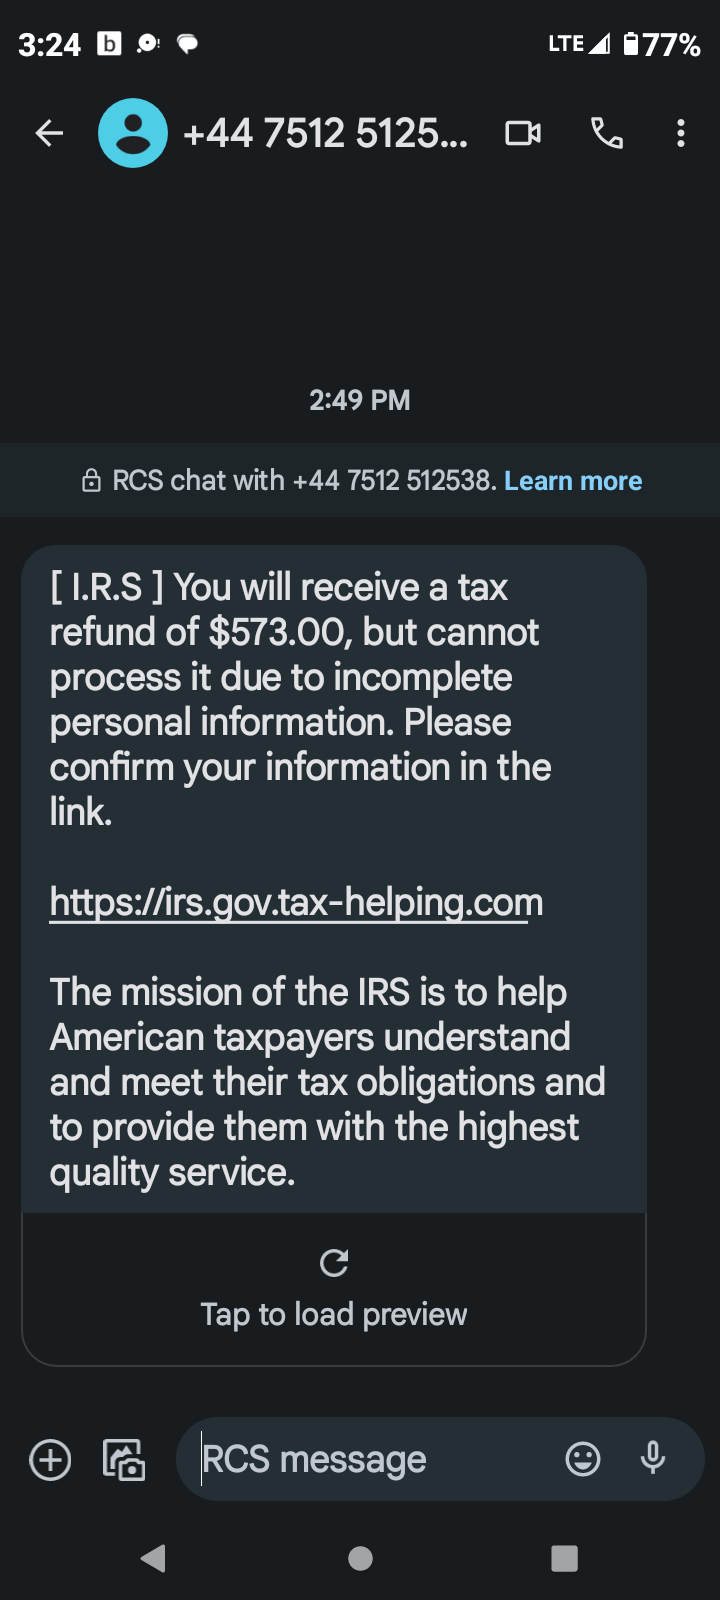 3:24 b LTE 77%
+44 7512 5125...
2:49 PM
RCS chat with +44 7512 512538. Learn more
[ I.R.S ] You will receive a tax
refund of $573.00, but cannot
process it due to incomplete
personal information. Please
confirm your information in the
link.
https://irs.gov.tax-helping.com
The mission of the IRS is to help
American taxpayers understand
and meet their tax obligations and
to provide them with the highest
quality service.
Tap to load preview
RCS message